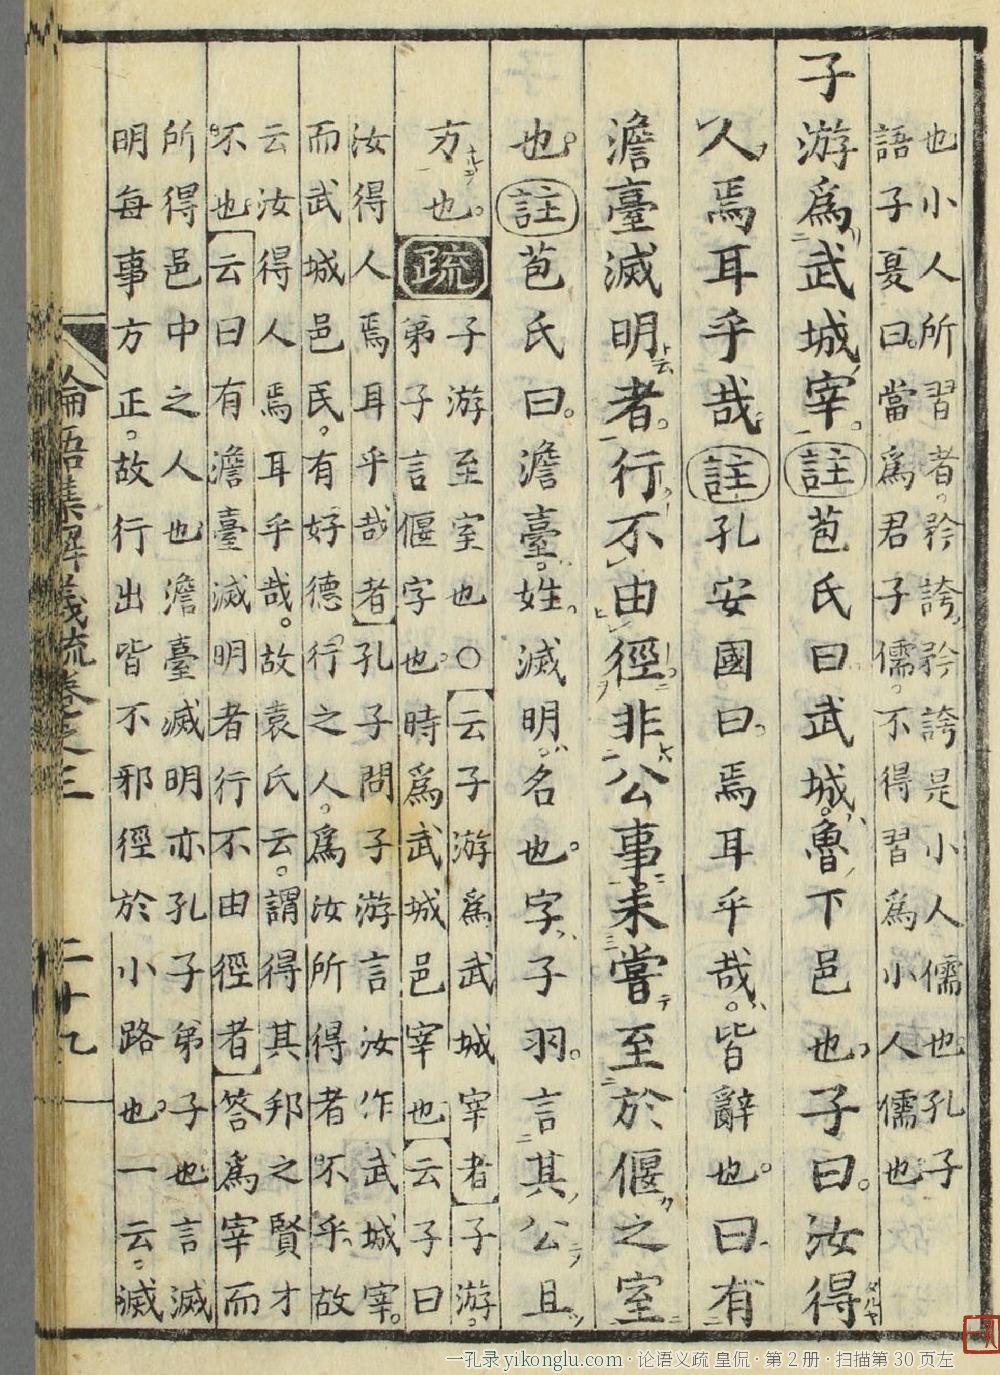 也小人所習者矜誇矜誇是小人儒也孔子
語子夏曰當爲君子儒不得習爲小人儒也
子游爲武城宰註苞氏曰武城魯下邑也子曰汝得
人焉耳乎哉註孔安國曰焉耳乎哉皆辭也曰有
澹臺滅明者行不由徑非公事未嘗至於偃之室
也註苞氏曰澹臺姓滅明名也字子羽言其公且
方也疏
子游至室也○云子游爲武城宰者子游
弟子言偃字也時爲武城邑宰也云子曰
汝得人焉耳乎哉者孔子問子游言汝作武城宰
而武城邑民有好德行之人爲汝所得者不乎故
云汝得人焉耳乎哉故袁氏云謂得其邦之賢才
不也云曰有澹臺滅明者行不由徑者答爲宰而
所得邑中之人也澹臺滅明亦孔子弟子也言滅
明每事方正故行出皆不邪徑於小路也一云滅
論語集解義疏卷之三 二十九
一孔录 yikonglu.com · 论语义疏 皇侃 · 第 2 册 · 扫描第 30 页左